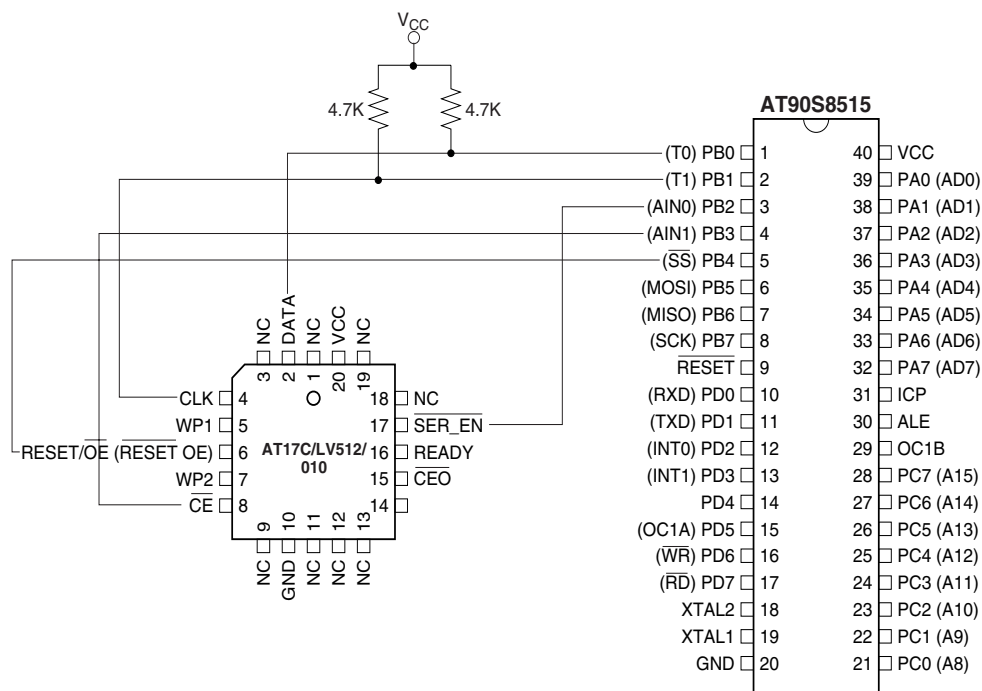 VCC
4.7K
4.7K
AT90S8515
(T0) PB0 1
(T1) PB1 2
(AIN0) PB2 3
(AIN1) PB3 4
(SS) PB4 5
(MOSI) PB5 6
(MISO) PB6 7
(SCK) PB7 8
RESET 9
(RXD) PD0 10
(TXD) PD1 11
(INT0) PD2 12
(INT1) PD3 13
PD4 14
(OC1A) PD5 15
(WR) PD6 16
(RD) PD7 17
XTAL2 18
XTAL1 19
GND 20
40 VCC
39 PA0 (AD0)
38 PA1 (AD1)
37 PA2 (AD2)
36 PA3 (AD3)
35 PA4 (AD4)
34 PA5 (AD5)
33 PA6 (AD6)
32 PA7 (AD7)
31 ICP
30 ALE
29 OC1B
28 PC7 (A15)
27 PC6 (A14)
26 PC5 (A13)
25 PC4 (A12)
24 PC3 (A11)
23 PC2 (A10)
22 PC1 (A9)
21 PC0 (A8)
NC 3
DATA 2
NC 1
VCC 20
NC 19
CLK 4
WP1 5
RESET/OE (RESET OE) 6
WP2 7
CE 8
AT17C/LV512/
010
18 NC
17 SER_EN
16 READY
15 CEO
14
9 NC
10 GND
11 NC
12 NC
13 NC